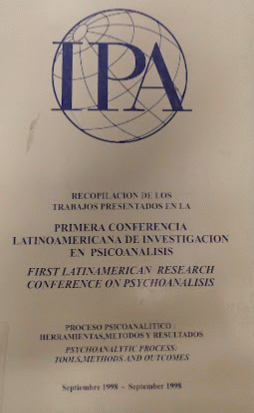 IPA
RECOPILACION DE LOS
TRABAJOS PRESENTADOS EN LA
PRIMERA CONFERENCIA
LATINOAMERICANA DE INVESTIGACION
EN PSICOANALISIS
FIRST LATINAMERICAN RESEARCH
CONFERENCE ON PSYCHOANALISIS
PROCESO PSICOANALITICO :
HERRAMIENTAS,METODOS Y RESULTADOS
PSYCHOANALYTIC PROCESS:
TOOLS,METHODS AND OUTCOMES
Septiembre 1998 - September 1998